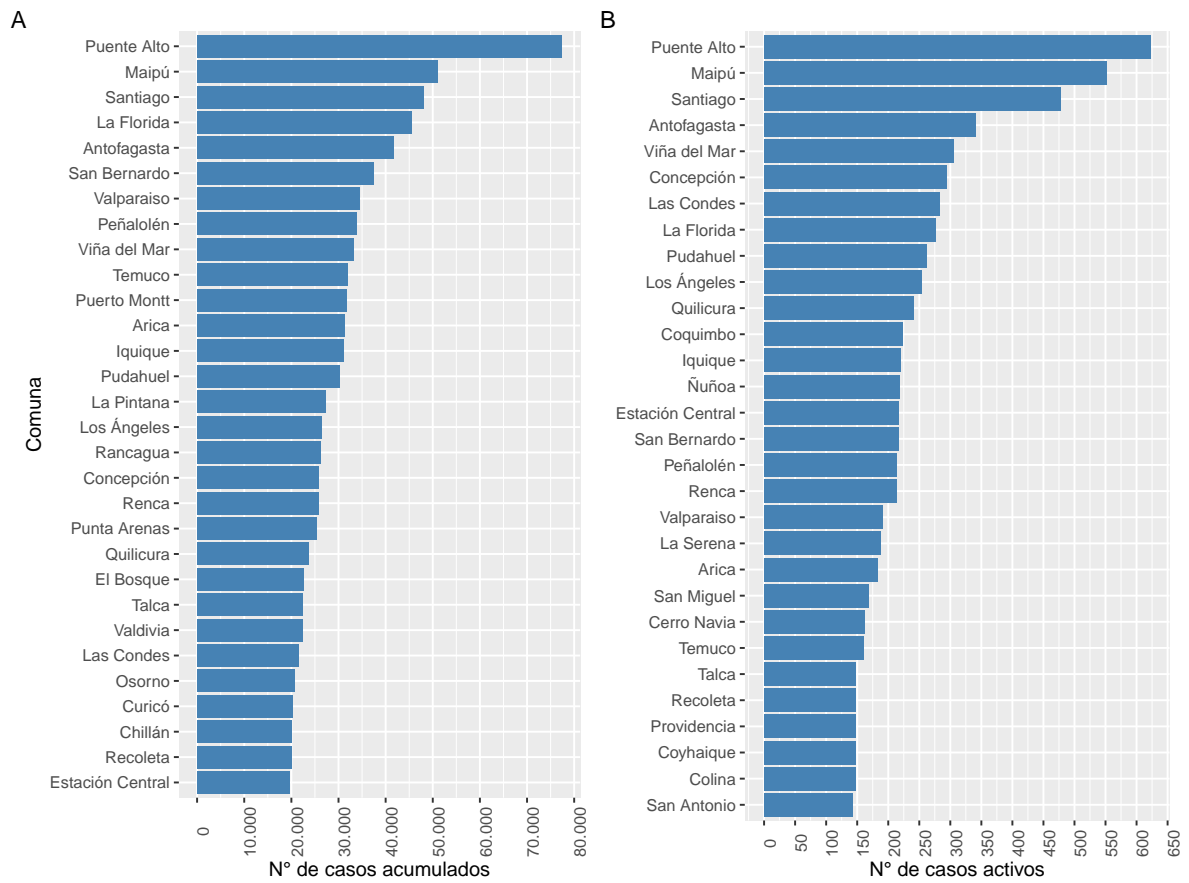 A
Comuna
Puente Alto
Maipú
Santiago
La Florida
Antofagasta
San Bernardo
Valparaiso
Peñalolén
Viña del Mar
Temuco
Puerto Montt
Arica
Iquique
Pudahuel
La Pintana
Los Ángeles
Rancagua
Concepción
Renca
Punta Arenas
Quilicura
El Bosque
Talca
Valdivia
Las Condes
Osorno
Curicó
Chillán
Recoleta
Estación Central
0
10.000
20.000
30.000
40.000
50.000
60.000
70.000
80.000
N° de casos acumulados
B
Puente Alto
Maipú
Santiago
Antofagasta
Viña del Mar
Concepción
Las Condes
La Florida
Pudahuel
Los Ángeles
Quilicura
Coquimbo
Iquique
Ñuñoa
Estación Central
San Bernardo
Peñalolén
Renca
Valparaiso
La Serena
Arica
San Miguel
Cerro Navia
Temuco
Talca
Recoleta
Providencia
Coyhaique
Colina
San Antonio
0
50
100
150
200
250
300
350
400
450
500
550
600
650
N° de casos activos